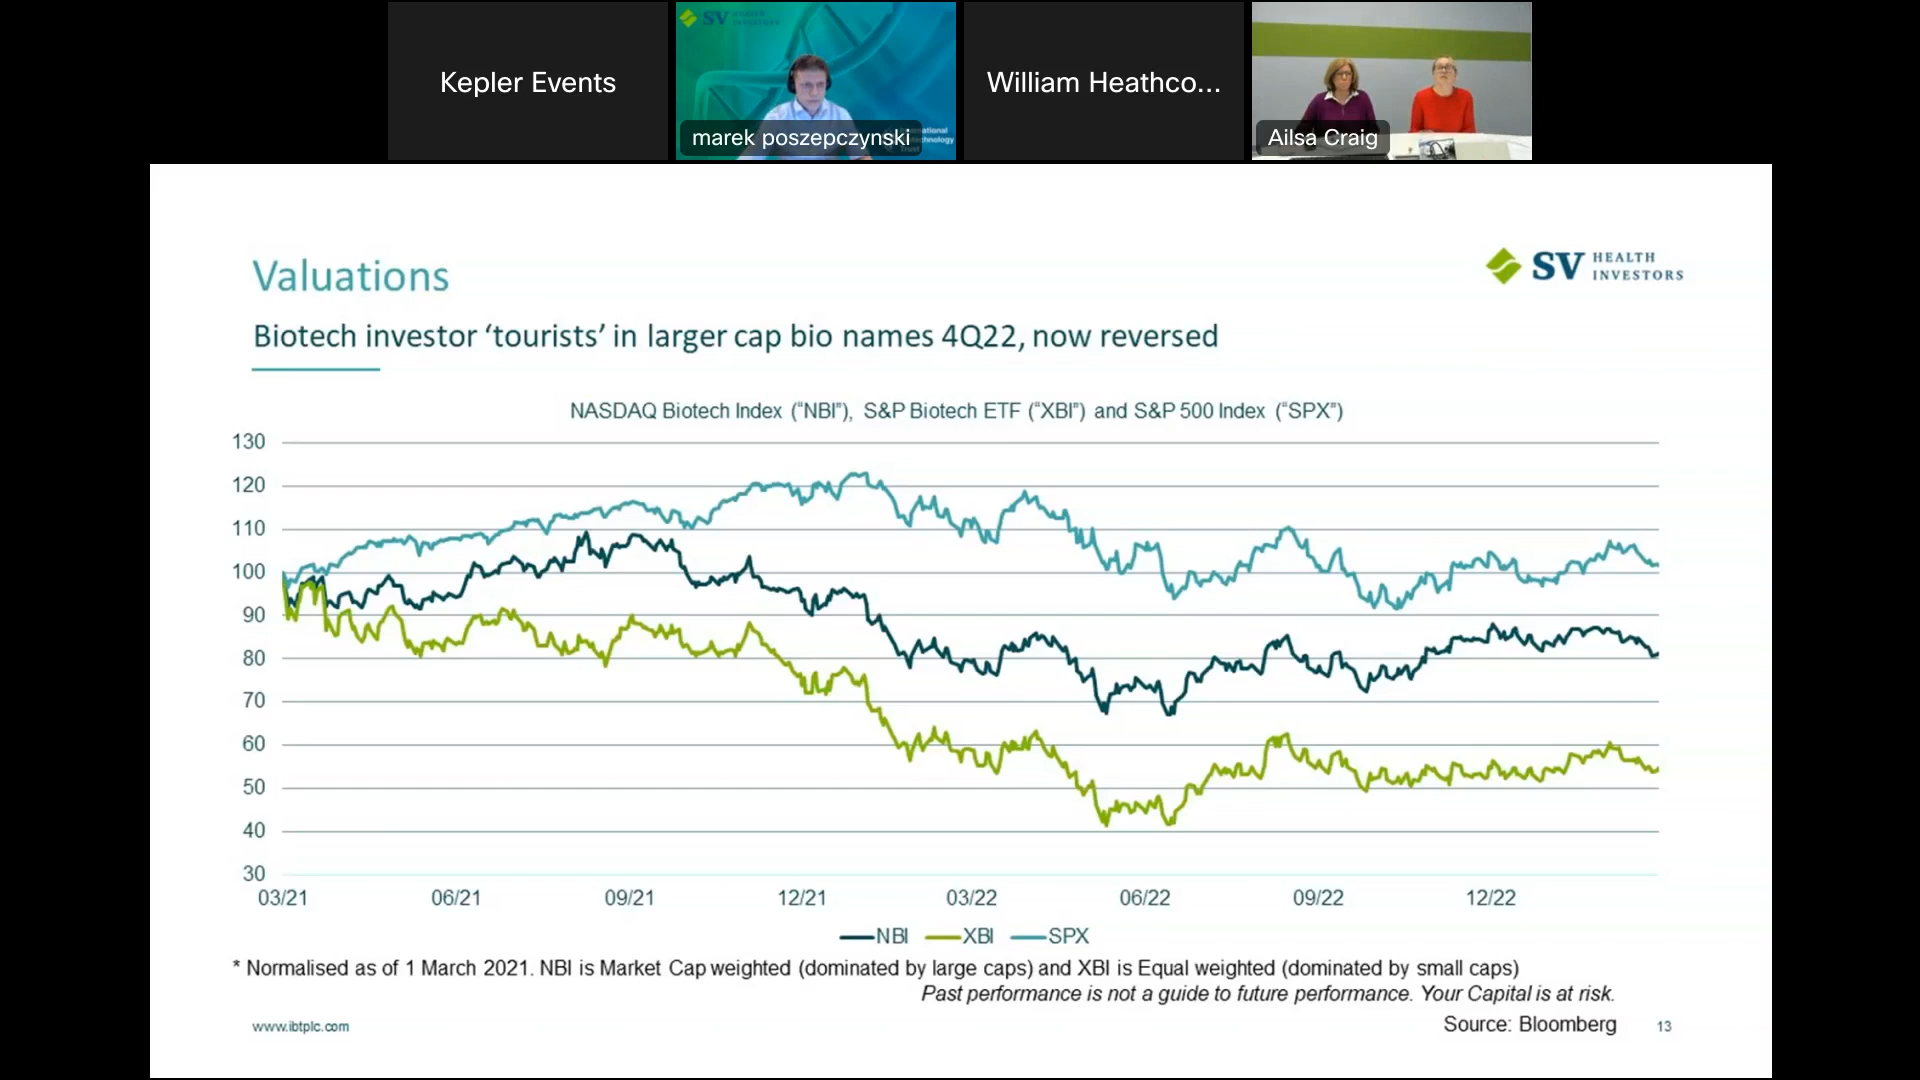 Kepler Events
SV HEALTH INVESTORS
marek poszepczynski
William Heathco...
Ailsa Craig
Valuations
SV HEALTH
INVESTORS
Biotech investor ‘tourists’ in larger cap bio names 4Q22, now reversed
NASDAQ Biotech Index (“NBI”), S&P Biotech ETF (“XBI”) and S&P 500 Index (“SPX”)
130
120
110
100
90
80
70
60
50
40
30
03/21 06/21 09/21 12/21 03/22 06/22 09/22 12/22
NBI XBI SPX
* Normalised as of 1 March 2021. NBI is Market Cap weighted (dominated by large caps) and XBI is Equal weighted (dominated by small caps)
Past performance is not a guide to future performance. Your Capital is at risk.
www.ibtplc.com
Source: Bloomberg
13